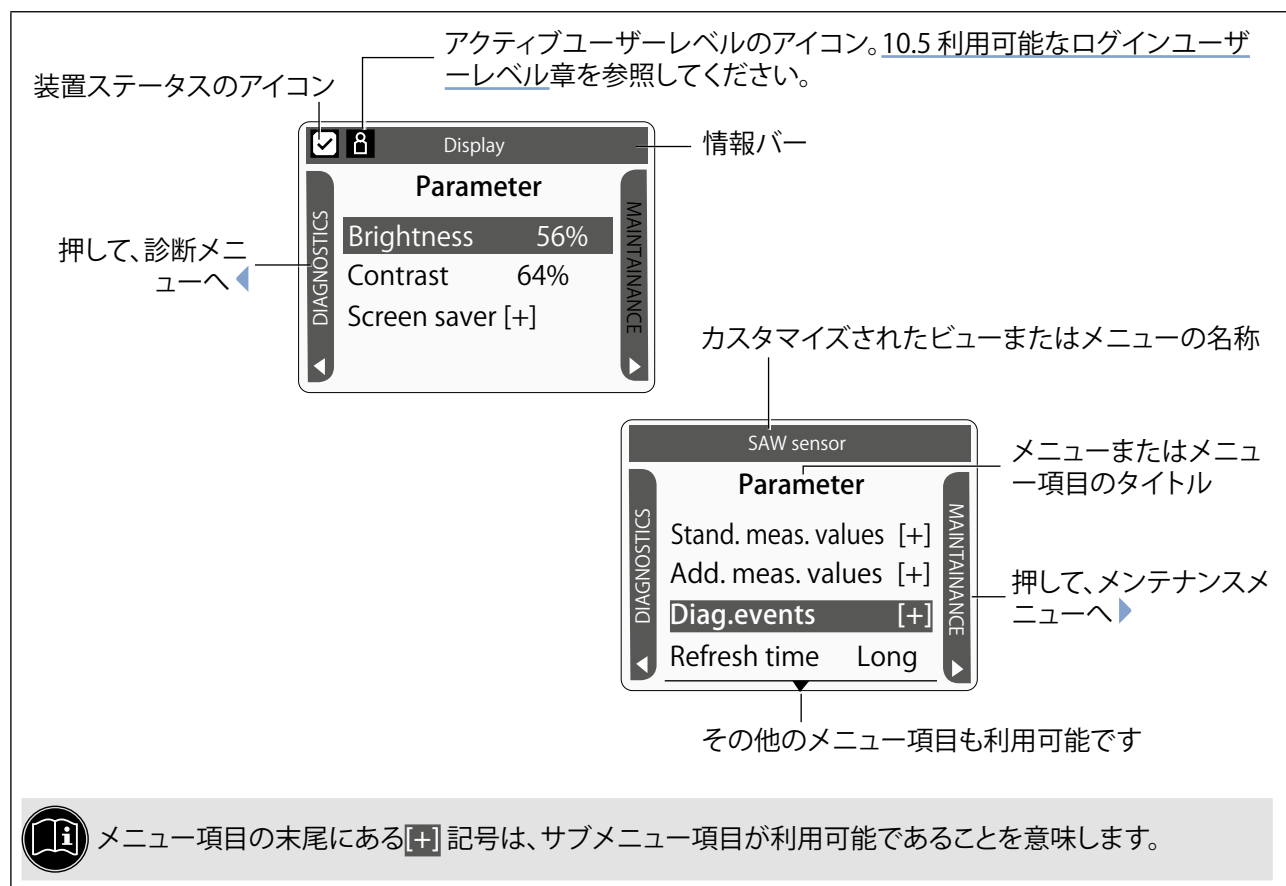 アクティブユーザーレベルのアイコン。10.5 利用可能なログインユーザ
ーレベル章を参照してください。
装置ステータスのアイコン
Display
情報バー
Parameter
DIAGNOSTICS
MAINTAINANCE
Brightness 56%
Contrast 64%
Screen saver [+]
押して、診断メニ
ューへ
カスタマイズされたビューまたはメニューの名称
SAW sensor
メニューまたはメニュ
ー項目のタイトル
Parameter
DIAGNOSTICS
MAINTAINANCE
Stand. meas. values [+]
Add. meas. values [+]
Diag.events [+]
Refresh time Long
押して、メンテナンスメ
ニューへ
その他のメニュー項目も利用可能です
メニュー項目の末尾にある[+] 記号は、サブメニュー項目が利用可能であることを意味します。